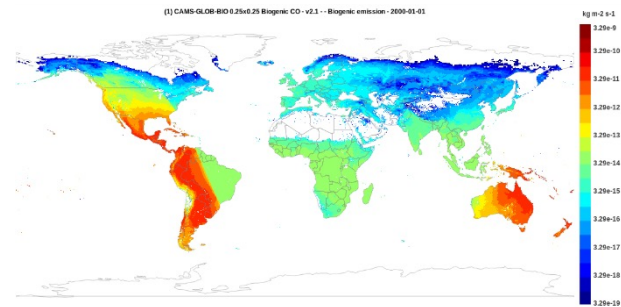 (1) CAMS-GLOB-BIO 0.25x0.25 Biogenic CO - v2.1 - - Biogenic emission - 2000-01-01
kg m-2 s-1
3.29e-9
3.29e-10
3.29e-11
3.29e-12
3.29e-13
3.29e-14
3.29e-15
3.29e-16
3.29e-17
3.29e-18
3.29e-19